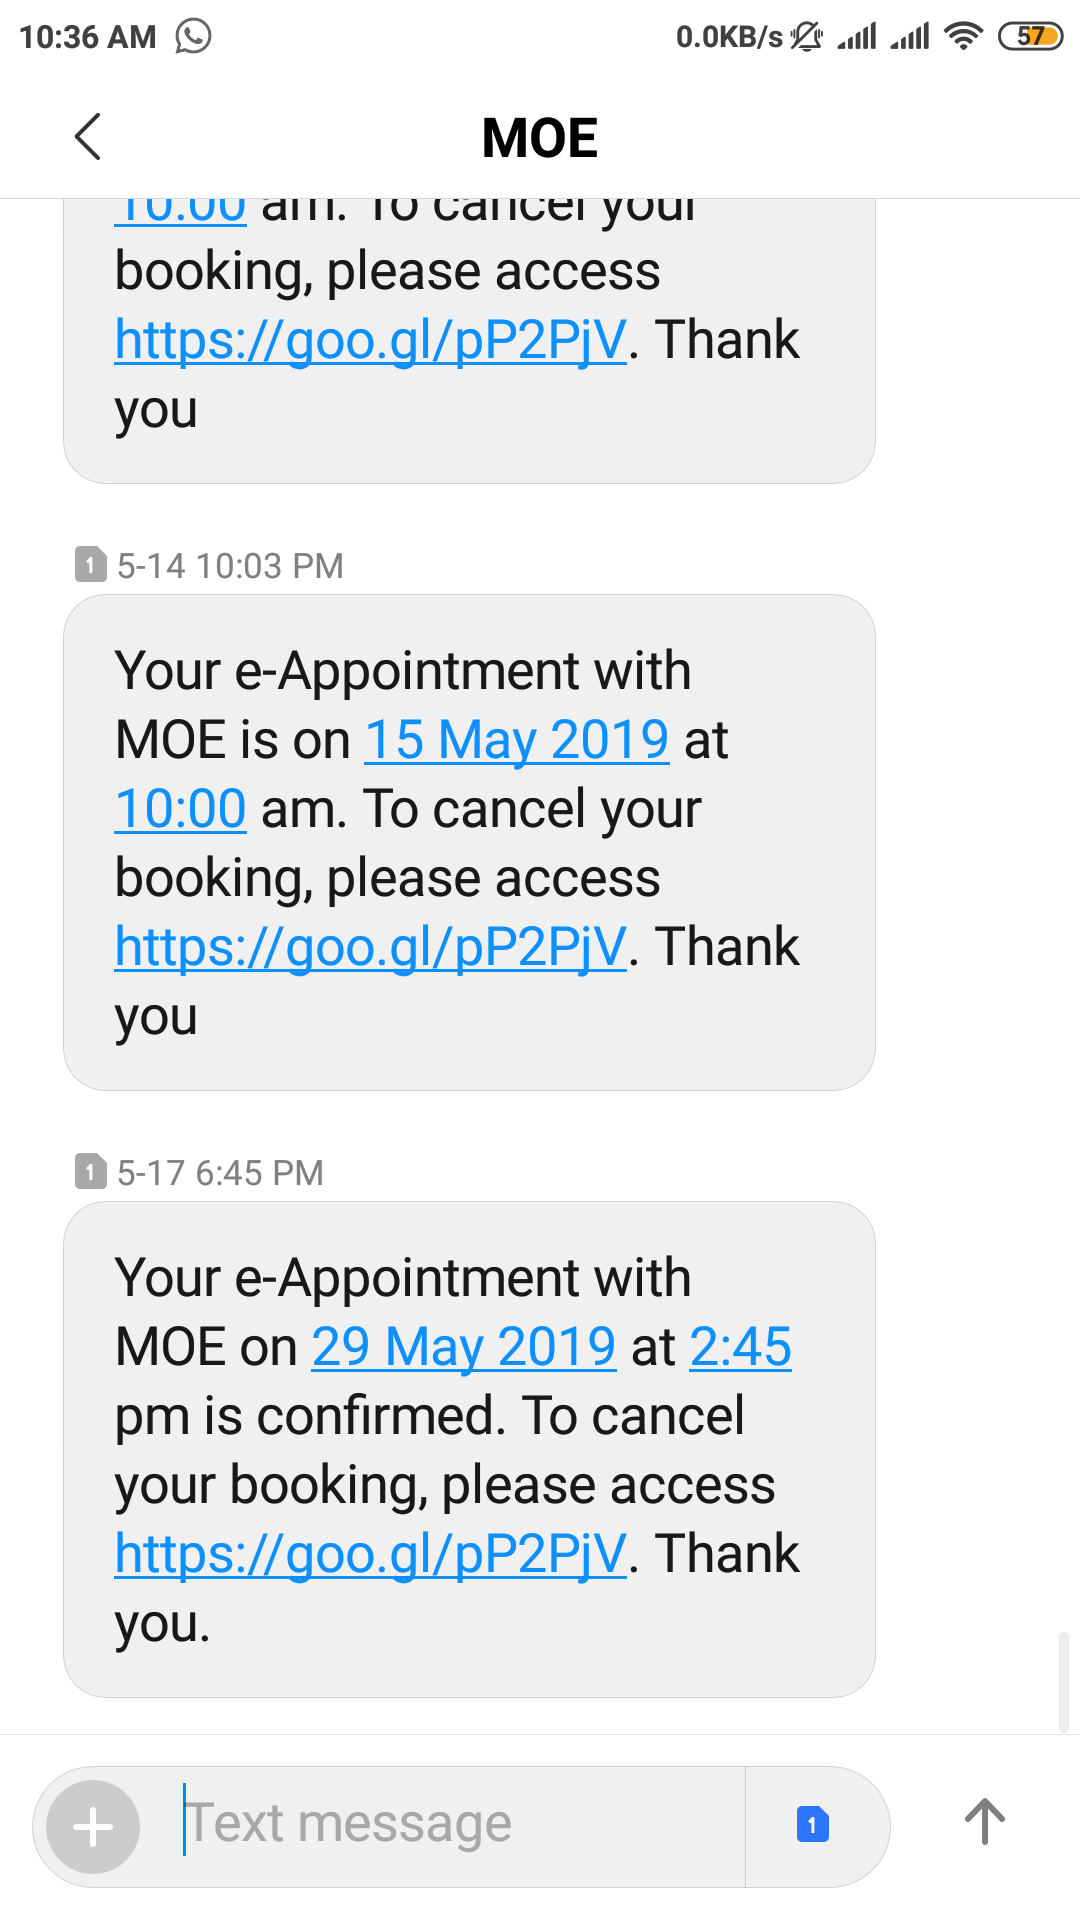 10:36 AM
0.0KB/s
57
MOE
10:00 am. To cancel your
booking, please access
https://goo.gl/pP2PjV. Thank
you
1 5-14 10:03 PM
Your e-Appointment with
MOE is on 15 May 2019 at
10:00 am. To cancel your
booking, please access
https://goo.gl/pP2PjV. Thank
you
1 5-17 6:45 PM
Your e-Appointment with
MOE on 29 May 2019 at 2:45
pm is confirmed. To cancel
your booking, please access
https://goo.gl/pP2PjV. Thank
you.
Text message
1